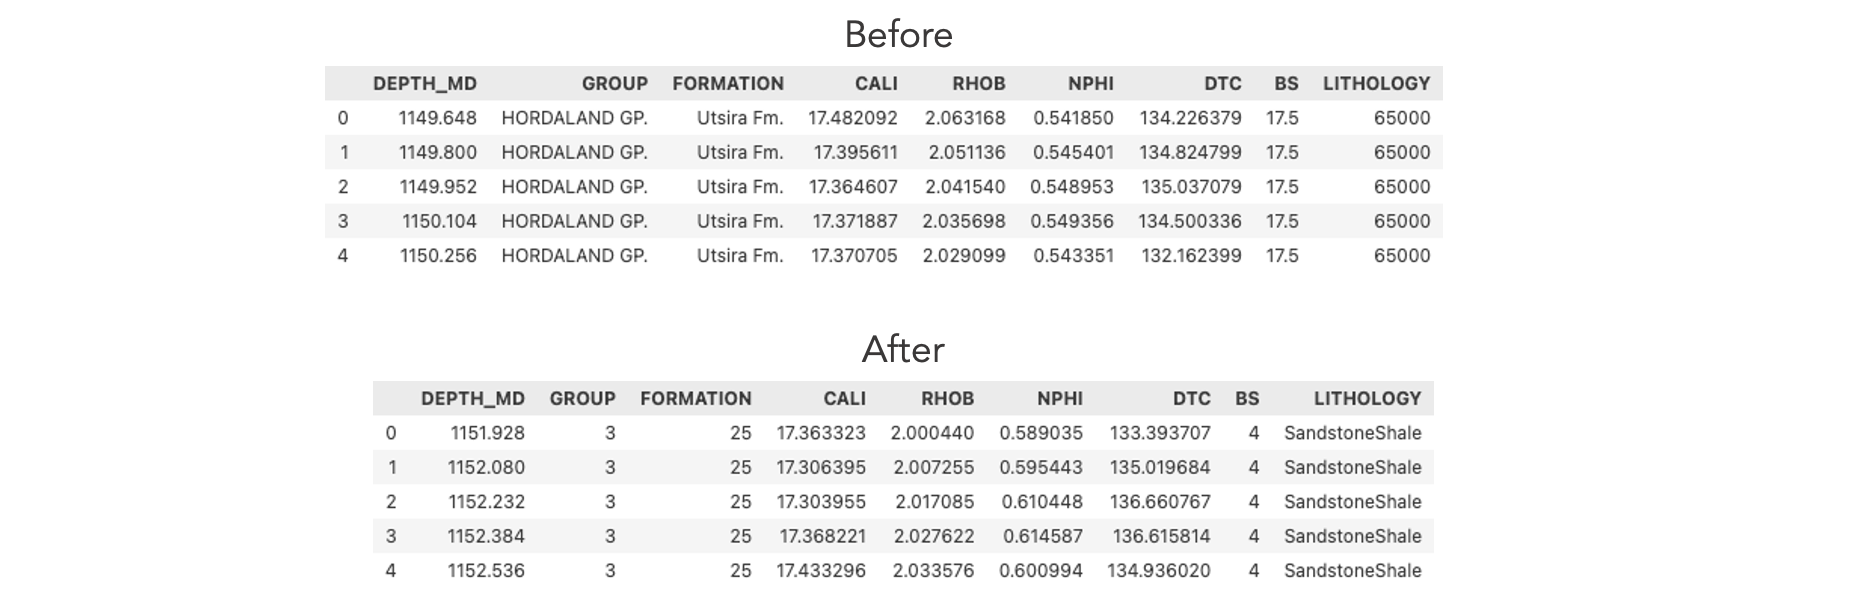 Before
DEPTH_MD GROUP FORMATION CALI RHOB NPHI DTC BS LITHOLOGY
0 1149.648 HORDALAND GP. Utsira Fm. 17.482092 2.063168 0.541850 134.226379 17.5 65000
1 1149.800 HORDALAND GP. Utsira Fm. 17.395611 2.051136 0.545401 134.824799 17.5 65000
2 1149.952 HORDALAND GP. Utsira Fm. 17.364607 2.041540 0.548953 135.037079 17.5 65000
3 1150.104 HORDALAND GP. Utsira Fm. 17.371887 2.035698 0.549356 134.500336 17.5 65000
4 1150.256 HORDALAND GP. Utsira Fm. 17.370705 2.029099 0.543351 132.162399 17.5 65000
After
DEPTH_MD GROUP FORMATION CALI RHOB NPHI DTC BS LITHOLOGY
0 1151.928 3 25 17.363323 2.000440 0.589035 133.393707 4 SandstoneShale
1 1152.080 3 25 17.306395 2.007255 0.595443 135.019684 4 SandstoneShale
2 1152.232 3 25 17.303955 2.017085 0.610448 136.660767 4 SandstoneShale
3 1152.384 3 25 17.368221 2.027622 0.614587 136.615814 4 SandstoneShale
4 1152.536 3 25 17.433296 2.033576 0.600994 134.936020 4 SandstoneShale